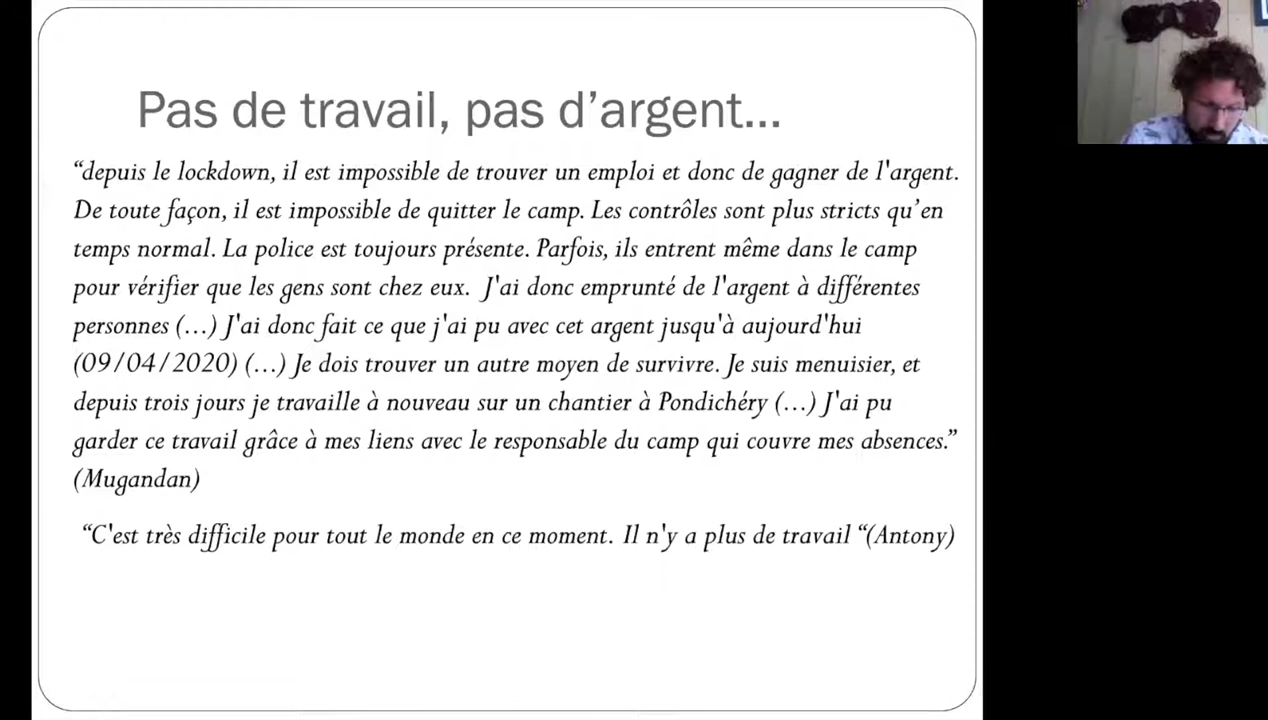 Pas de travail, pas d’argent...
“depuis le lockdown, il est impossible de trouver un emploi et donc de gagner de l'argent.
De toute façon, il est impossible de quitter le camp. Les contrôles sont plus stricts qu’en
temps normal. La police est toujours présente. Parfois, ils entrent même dans le camp
pour vérifier que les gens sont chez eux. J'ai donc emprunté de l'argent à différentes
personnes (…) J'ai donc fait ce que j'ai pu avec cet argent jusqu'à aujourd'hui
(09/04/2020) (…) Je dois trouver un autre moyen de survivre. Je suis menuisier, et
depuis trois jours je travaille à nouveau sur un chantier à Pondichéry (…) J'ai pu
garder ce travail grâce à mes liens avec le responsable du camp qui couvre mes absences.”
(Mugandan)
“C'est très difficile pour tout le monde en ce moment. Il n'y a plus de travail “(Antony)